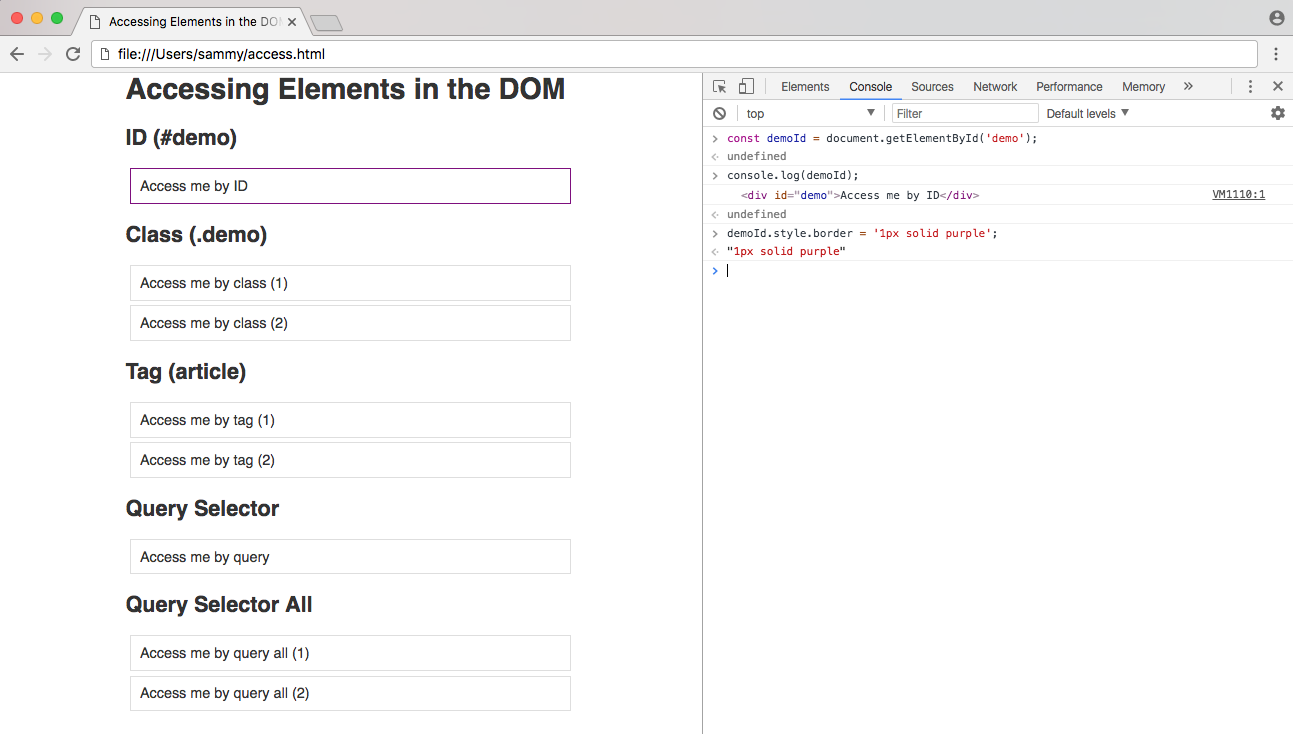 Accessing Elements in the DO
file:///Users/sammy/access.html
Accessing Elements in the DOM
ID (#demo)
Access me by ID
Class (.demo)
Access me by class (1)
Access me by class (2)
Tag (article)
Access me by tag (1)
Access me by tag (2)
Query Selector
Access me by query
Query Selector All
Access me by query all (1)
Access me by query all (2)
Elements Console Sources Network Performance Memory »
top Filter Default levels
> const demoId = document.getElementById('demo');
undefined
> console.log(demoId);
<div id="demo">Access me by ID</div> VM1110:1
undefined
> demoId.style.border = '1px solid purple';
"1px solid purple"
>